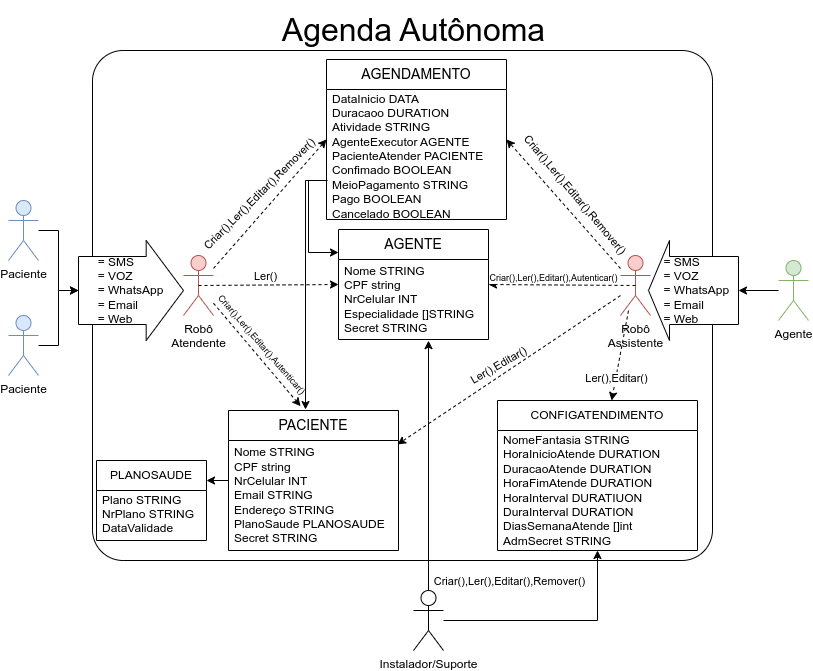 Agenda Autônoma
AGENDAMENTO
DataInicio DATA
Duracaoo DURATION
Atividade STRING
AgenteExecutor AGENTE
PacienteAtender PACIENTE
Confimado BOOLEAN
MeioPagamento STRING
Pago BOOLEAN
Cancelado BOOLEAN
Criar(),Ler(),Editar(),Remover()
Criar(),Ler(),Editar(),Remover()
Paciente
Paciente
= SMS
= VOZ
= WhatsApp
= Email
= Web
Robô
Atendente
Ler()
Criar(),Ler(),Editar(),Autenticar()
AGENTE
Nome STRING
CPF string
NrCelular INT
Especialidade []STRING
Secret STRING
Criar(),Ler(),Editar(),Autenticar()
Robô
Assistente
= SMS
= VOZ
= WhatsApp
= Email
= Web
Agente
Ler(),Editar()
Ler(),Editar()
PACIENTE
Nome STRING
CPF string
NrCelular INT
Email STRING
Endereço STRING
PlanoSaude PLANOSAUDE
Secret STRING
PLANOSAUDE
Plano STRING
NrPlano STRING
DataValidade
CONFIGATENDIMENTO
NomeFantasia STRING
HoraInicioAtende DURATION
DuracaoAtende DURATION
HoraFimAtende DURATION
HoraInterval DURATIUON
DuraInterval DURATION
DiasSemanaAtende []int
AdmSecret STRING
Criar(),Ler(),Editar(),Remover()
Instalador/Suporte